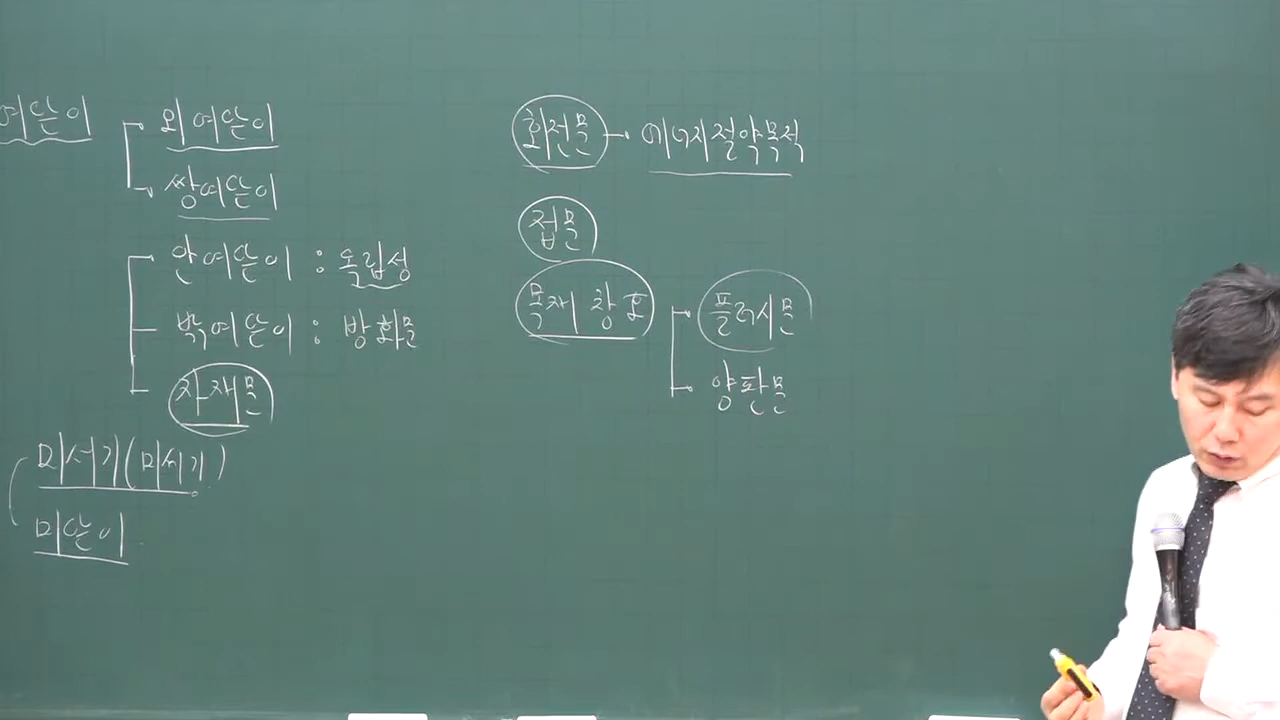 여닫이
외여닫이
쌍여닫이
안여닫이 : 독립성
밖여닫이 : 방화문
자재문
미서기(미세기)
미닫이
회전문 → 에너지절약목적
접문
목재 창호
플러시문
양판문